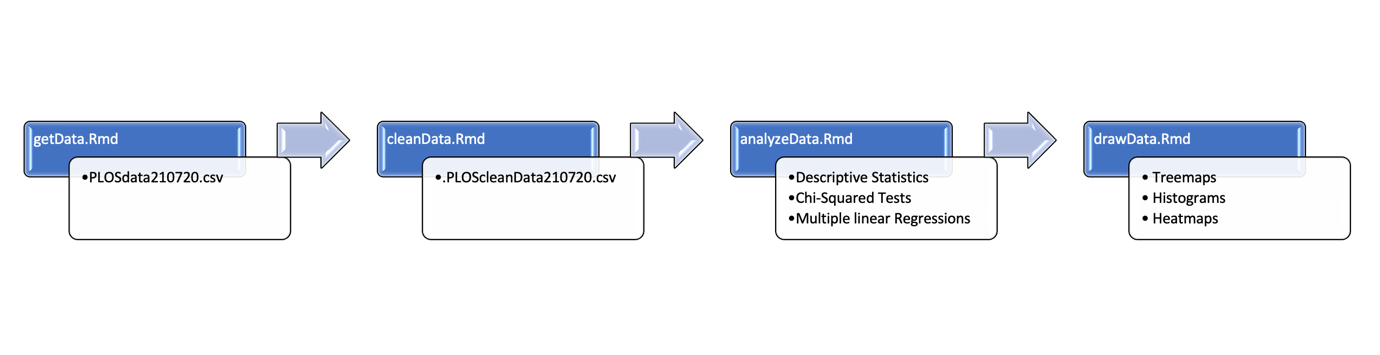 getData.Rmd
•PLOSdata210720.csv
cleanData.Rmd
•.PLOScleanData210720.csv
analyzeData.Rmd
•Descriptive Statistics
•Chi-Squared Tests
•Multiple linear Regressions
drawData.Rmd
• Treemaps
• Histograms
• Heatmaps